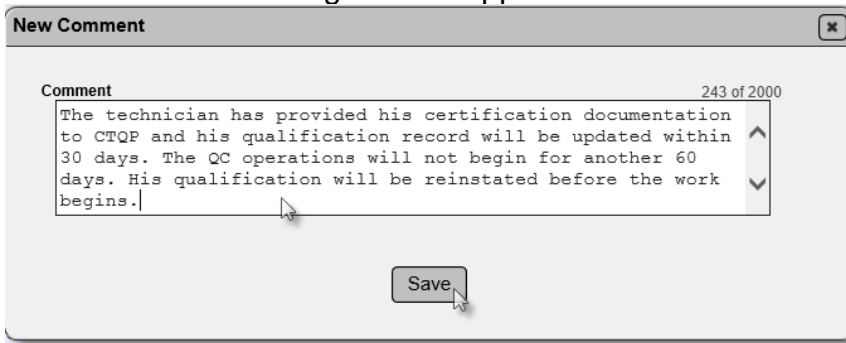 New Comment
Comment
243 of 2000
The technician has provided his certification documentation
to CTQP and his qualification record will be updated within
30 days. The QC operations will not begin for another 60
days. His qualification will be reinstated before the work
begins.
Save